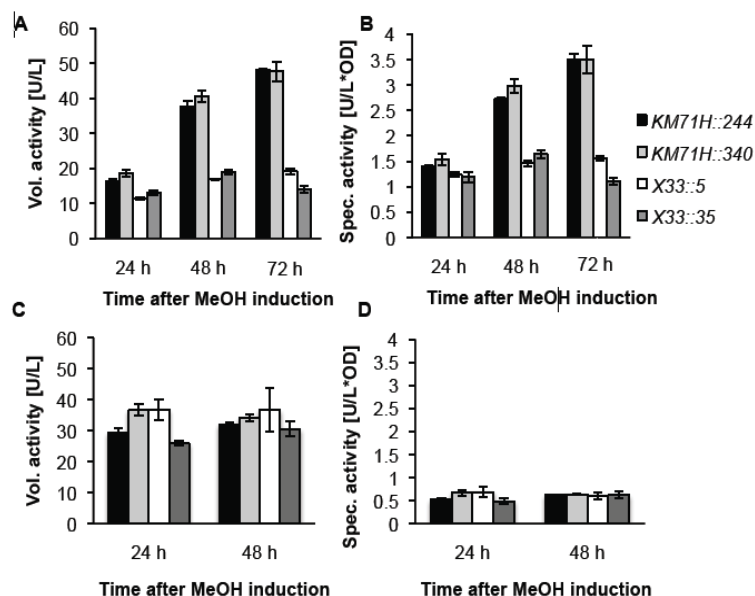 A
Vol. activity [U/L]
60
50
40
30
20
10
0
24 h 48 h 72 h
Time after MeOH induction
B
Spec. activity [U/L*OD]
4
3.5
3
2.5
2
1.5
1
0.5
0
24 h 48 h 72 h
Time after MeOH induction
KM71H::244
KM71H::340
X33::5
X33::35
C
Vol. activity [U/L]
60
50
40
30
20
10
0
24 h 48 h
Time after MeOH induction
D
Spec. activity [U/L*OD]
4
3.5
3
2.5
2
1.5
1
0.5
0
24 h 48 h
Time after MeOH induction